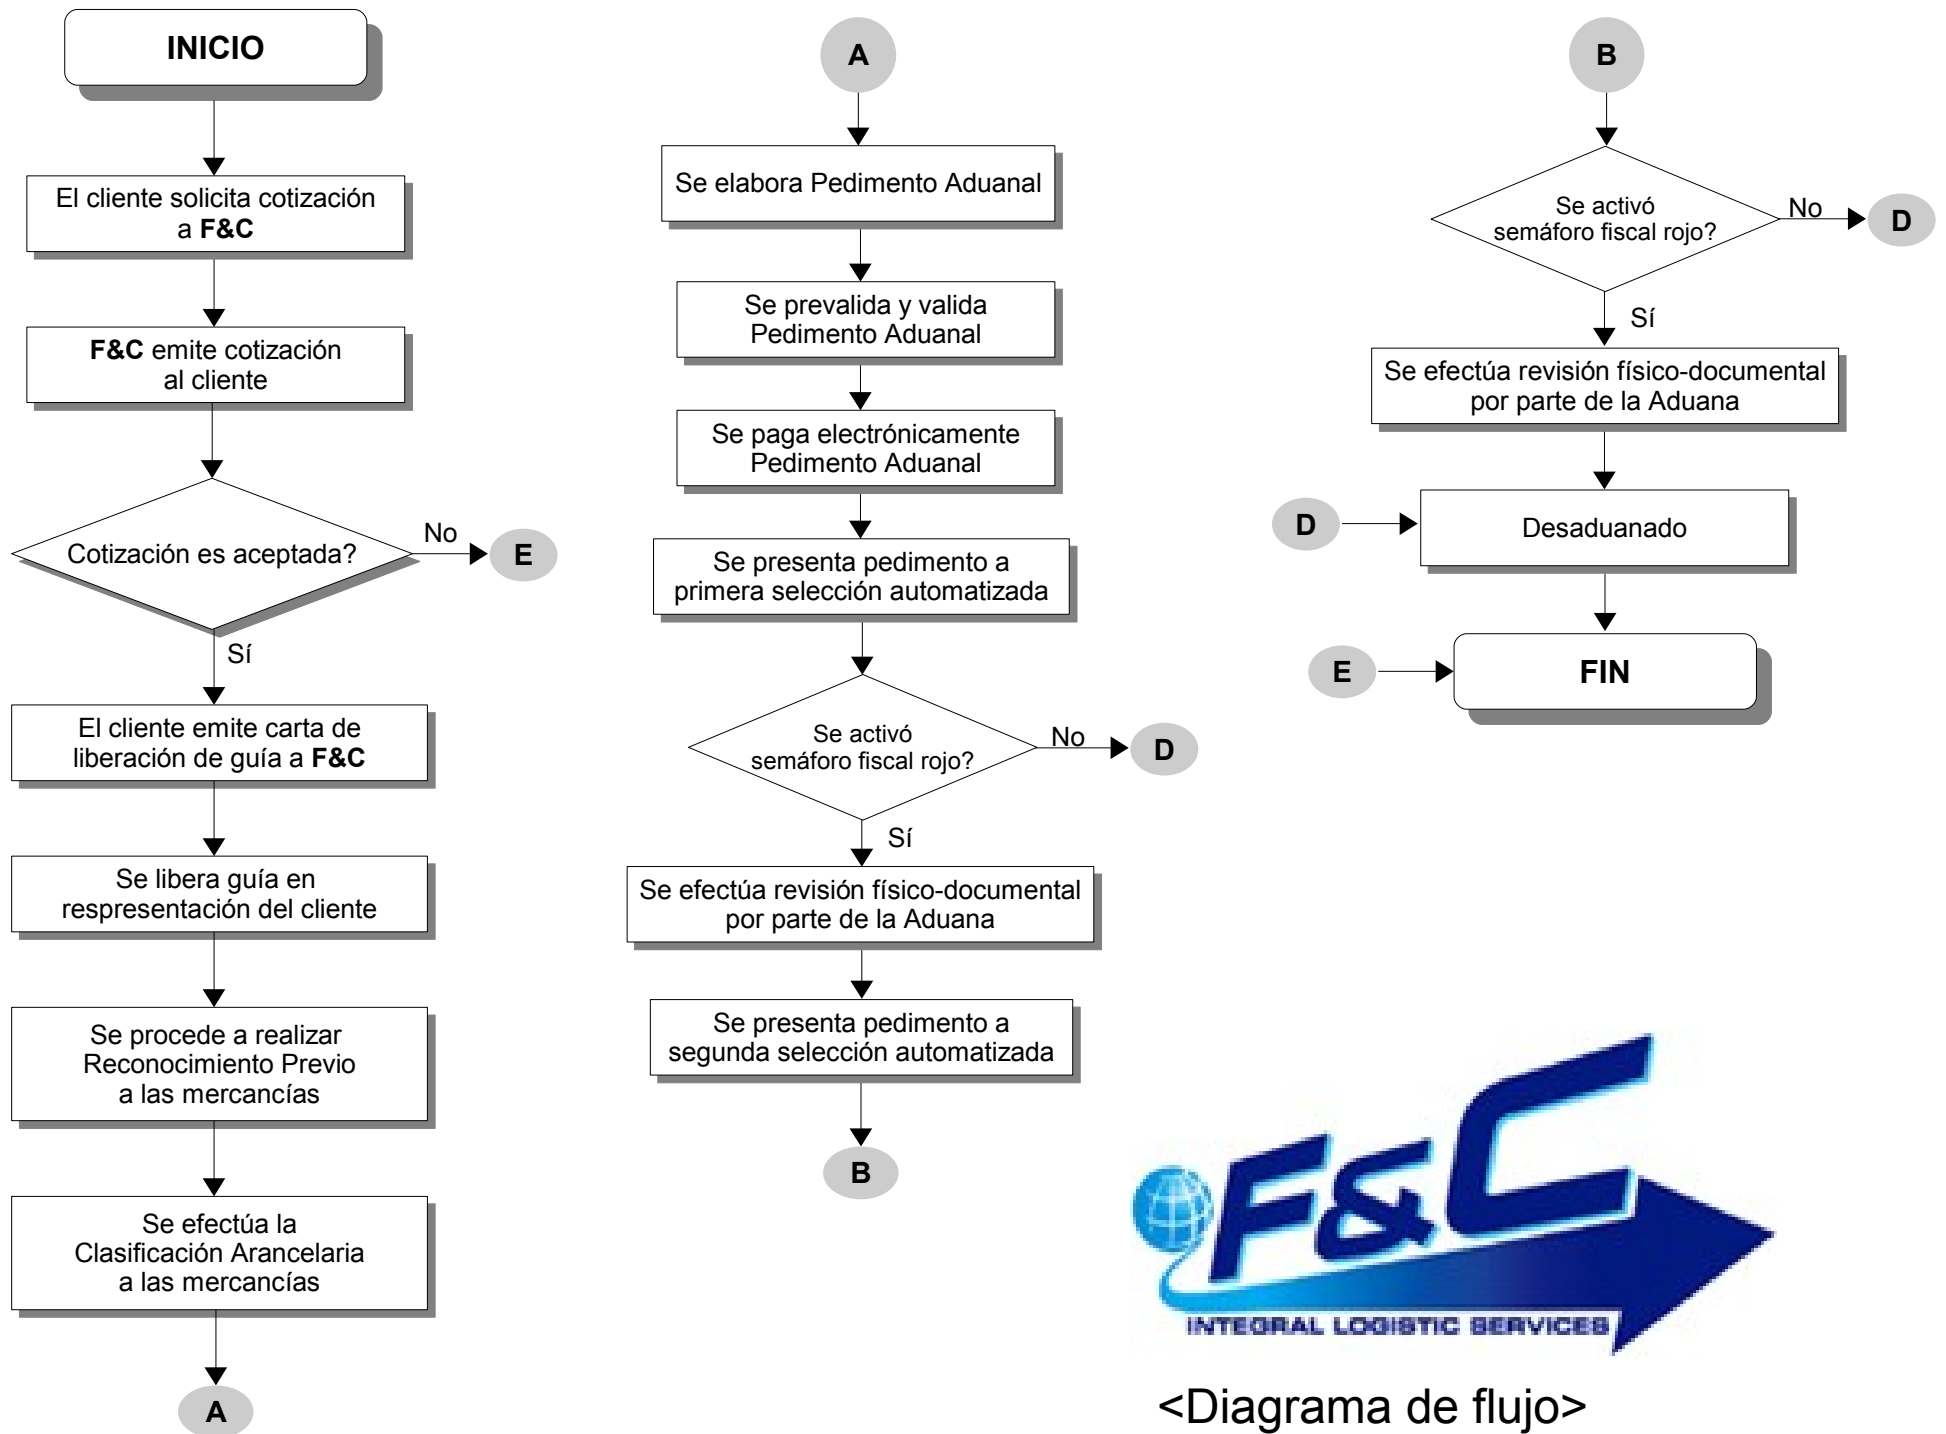 INICIO
El cliente solicita cotización
a F&C
F&C emite cotización
al cliente
Cotización es aceptada?
No
E
Sí
El cliente emite carta de
liberación de guía a F&C
Se libera guía en
respresentación del cliente
Se procede a realizar
Reconocimiento Previo
a las mercancías
Se efectúa la
Clasificación Arancelaria
a las mercancías
A
A
Se elabora Pedimento Aduanal
Se prevalida y valida
Pedimento Aduanal
Se paga electrónicamente
Pedimento Aduanal
Se presenta pedimento a
primera selección automatizada
Se activó
semáforo fiscal rojo?
No
D
Sí
Se efectúa revisión físico-documental
por parte de la Aduana
Se presenta pedimento a
segunda selección automatizada
B
B
Se activó
semáforo fiscal rojo?
No
D
Sí
Se efectúa revisión físico-documental
por parte de la Aduana
D
Desaduanado
E
FIN
F&C
INTEGRAL LOGISTIC SERVICES
<Diagrama de flujo>